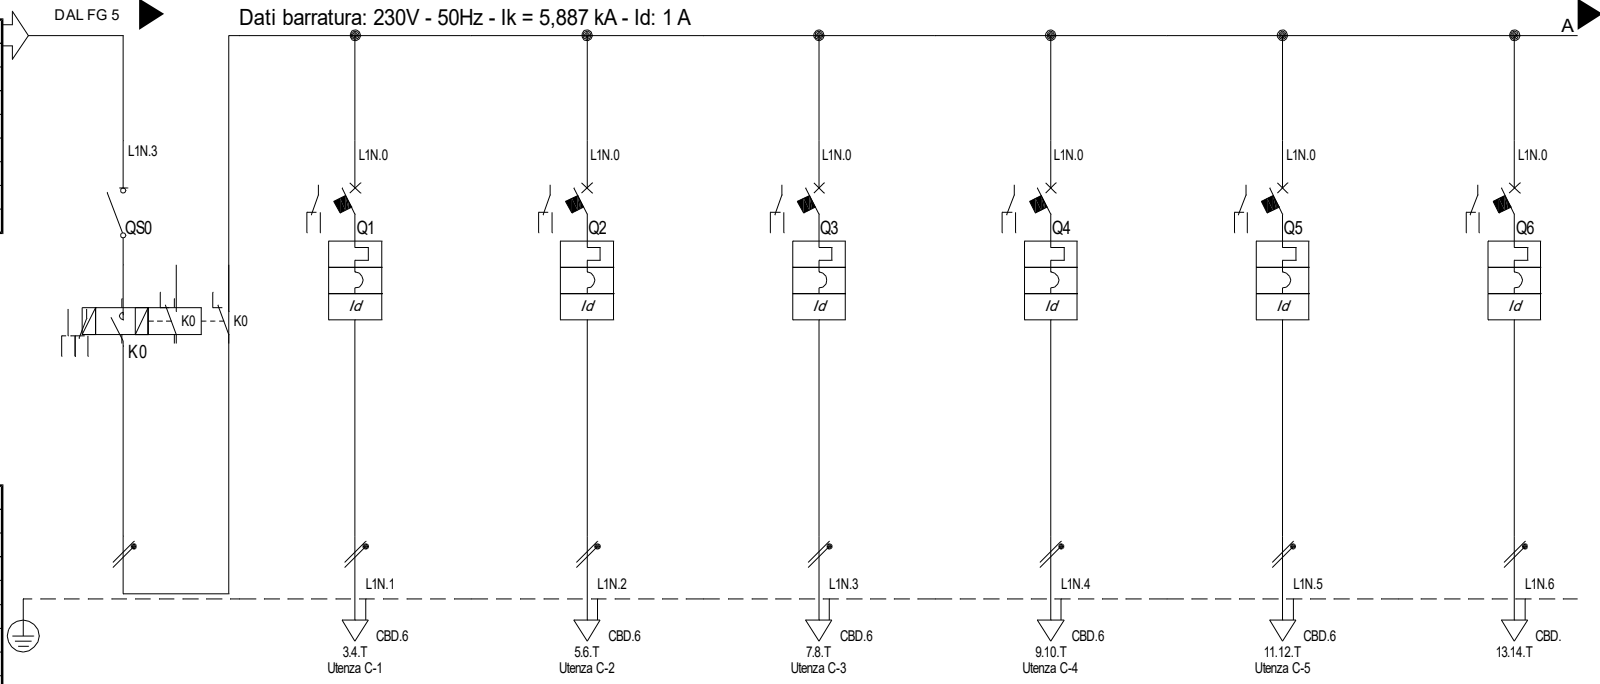 DAL FG 5
Dati barratura: 230V - 50Hz - Ik = 5,887 kA - Id: 1 A
A
L1N.3
L1N.0
L1N.0
L1N.0
L1N.0
L1N.0
L1N.0
QS0
Q1
Q2
Q3
Q4
Q5
Q6
Id
Id
Id
Id
Id
Id
K0
K0
K0
L1N.1
L1N.2
L1N.3
L1N.4
L1N.5
L1N.6
CBD.6
CBD.6
CBD.6
CBD.6
CBD.6
CBD.
3.4.T
5.6.T
7.8.T
9.10.T
11.12.T
13.14.T
Utenza C-1
Utenza C-2
Utenza C-3
Utenza C-4
Utenza C-5